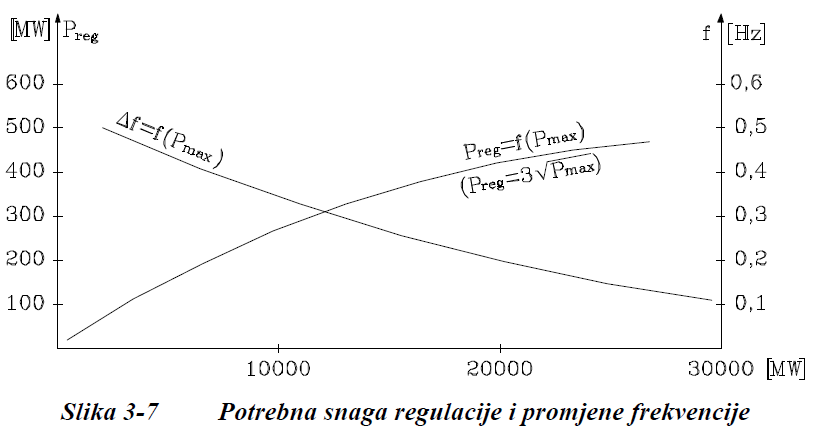 [MW] Preg
f [Hz]
600
0,6
Δf=f(Pmax)
500
0,5
Preg=f(Pmax)
(Preg=3√Pmax)
400
0,4
300
0,3
200
0,2
100
0,1
10000
20000
30000 [MW]
Slika 3-7 Potrebna snaga regulacije i promjene frekvencije